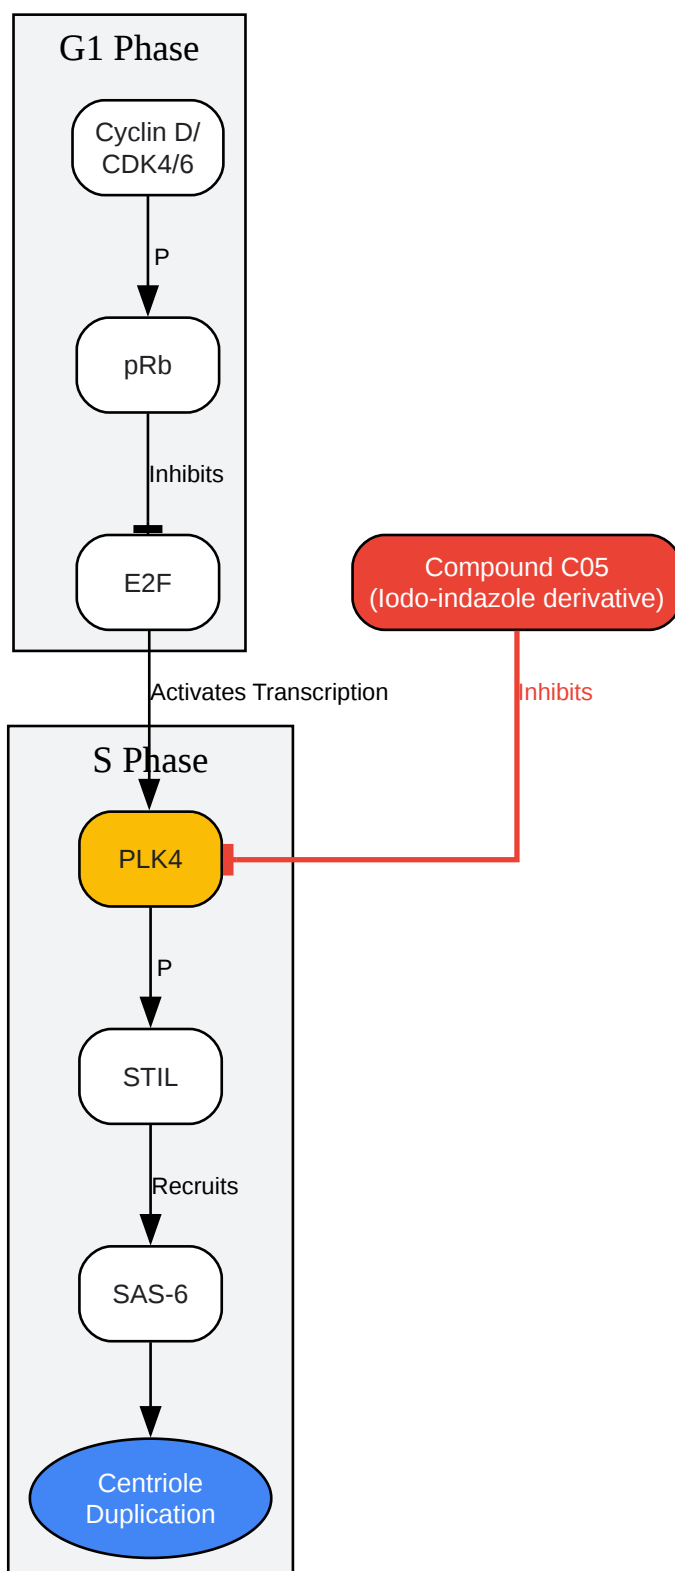 G1 Phase
Cyclin D/
CDK4/6
P
pRb
Inhibits
E2F
Compound C05
(Iodo-indazole derivative)
Activates Transcription
Inhibits
S Phase
PLK4
P
STIL
Recruits
SAS-6
Centriole
Duplication